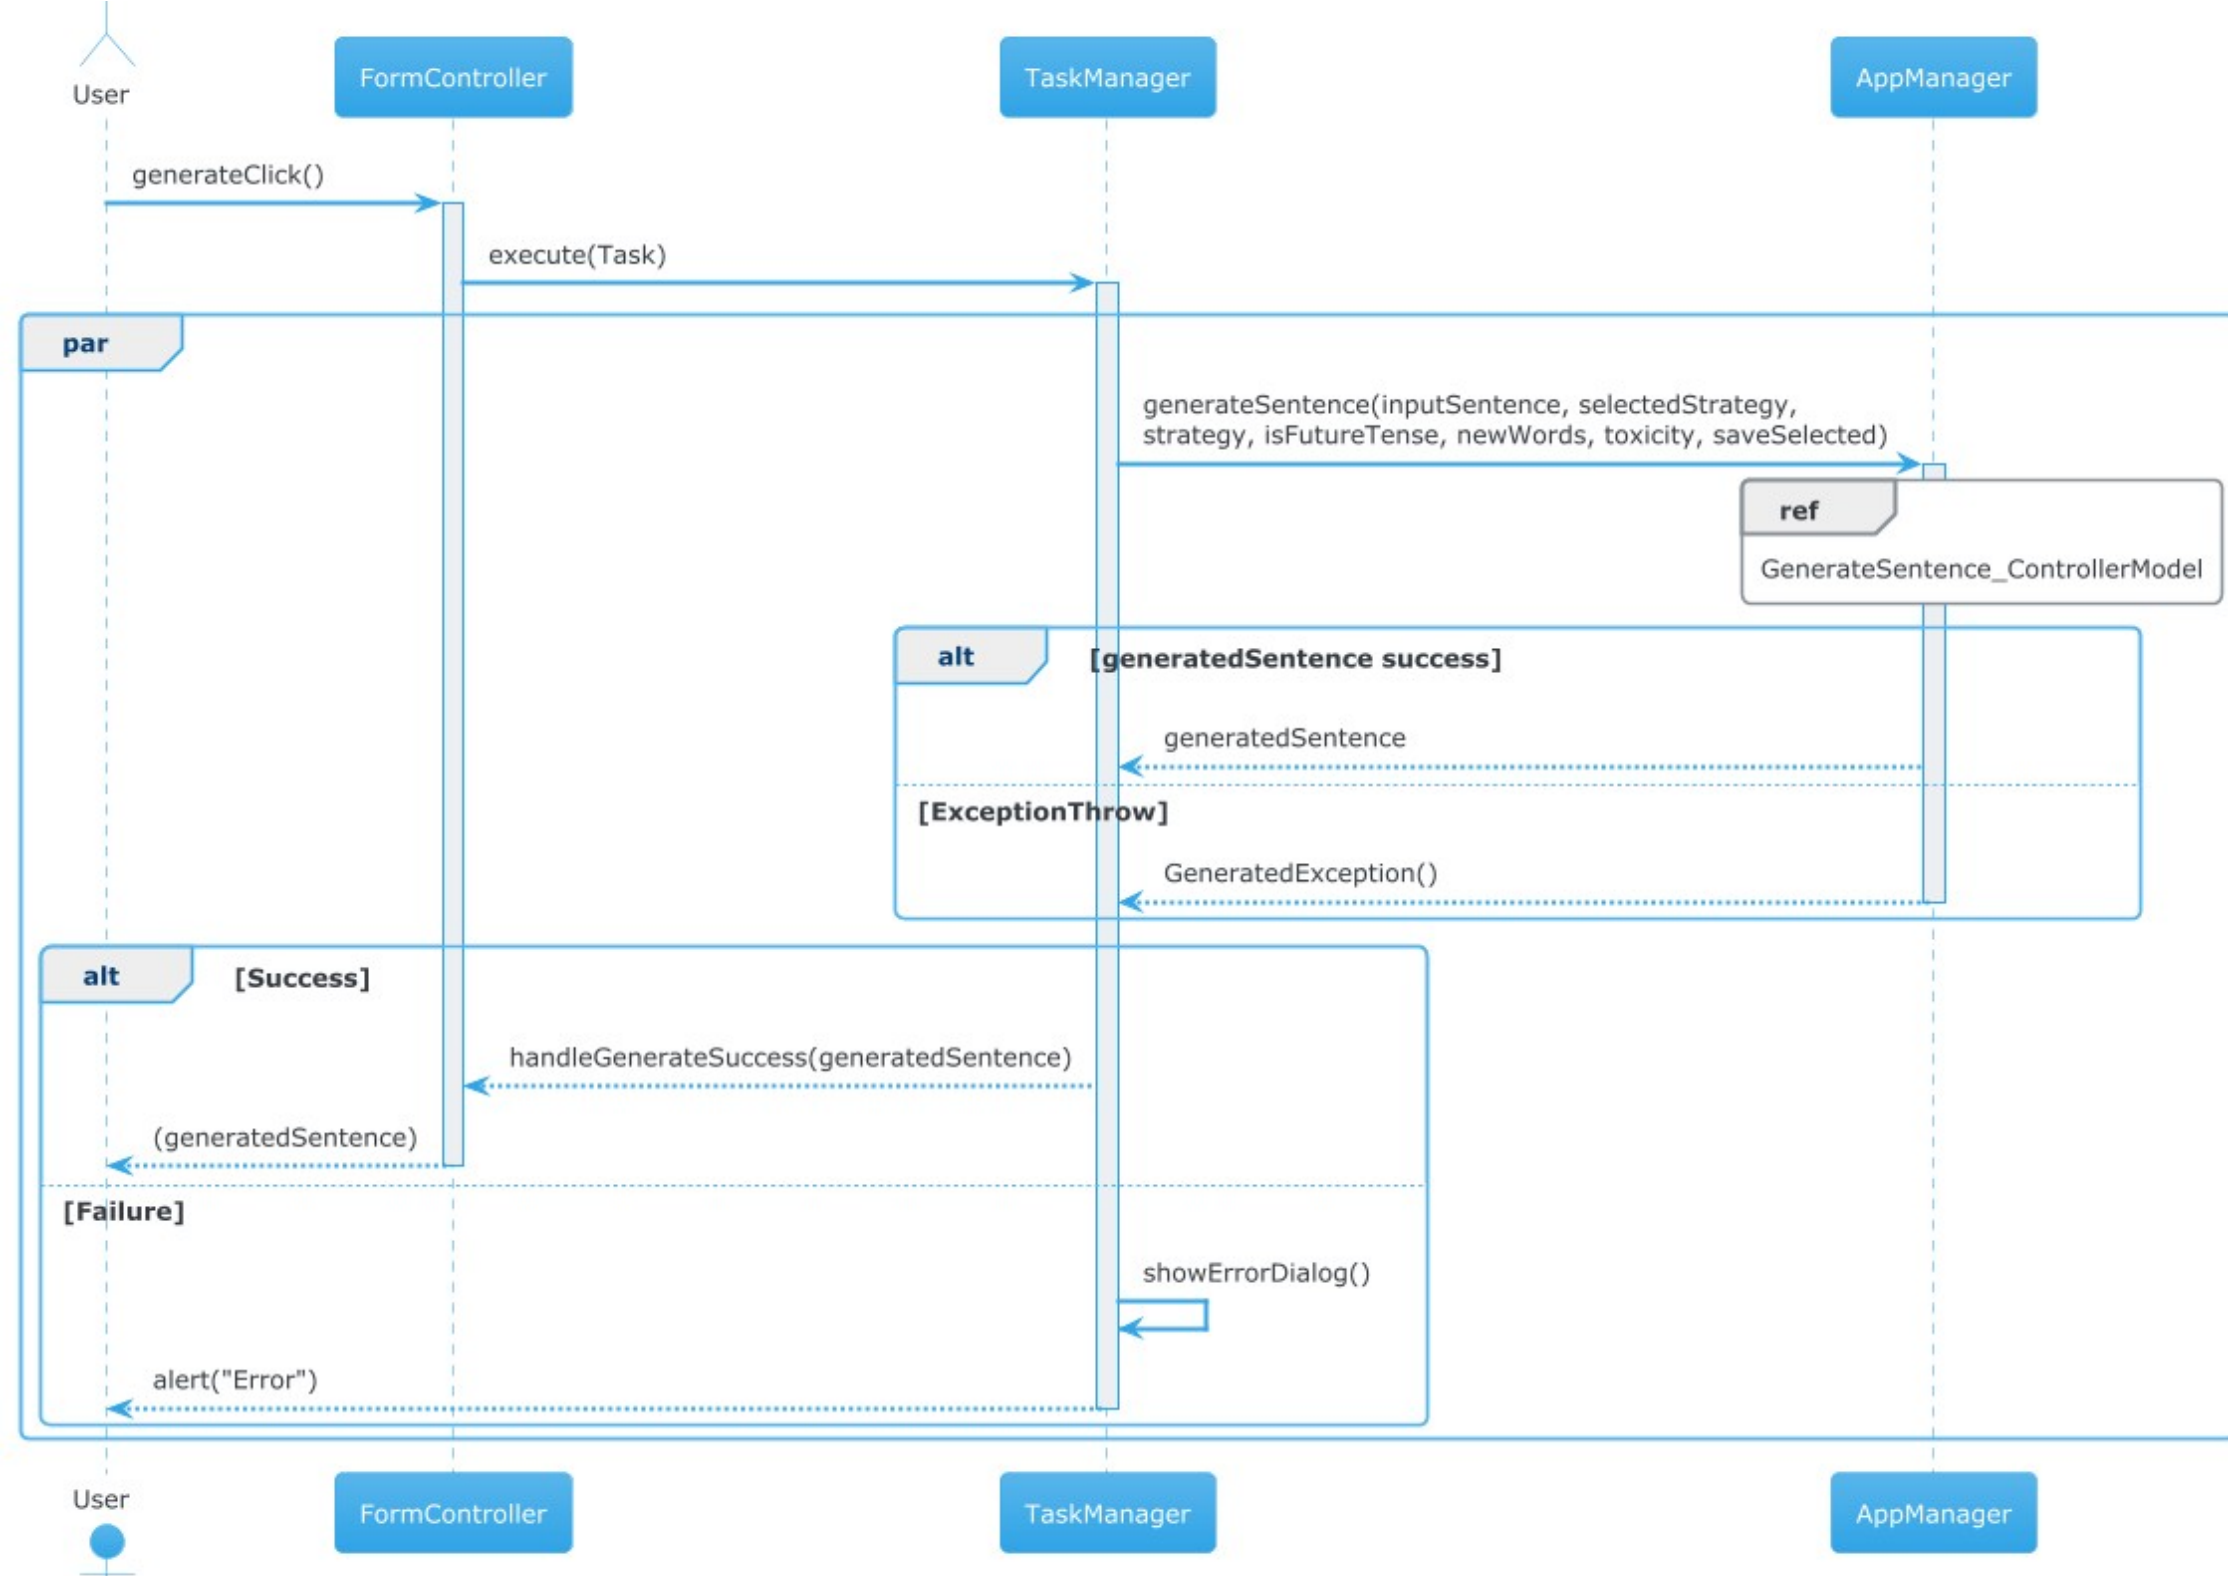 User
FormController
TaskManager
AppManager
generateClick()
execute(Task)
par
generateSentence(inputSentence, selectedStrategy,
strategy, isFutureTense, newWords, toxicity, saveSelected)
ref
GenerateSentence_ControllerModel
alt
[generatedSentence success]
generatedSentence
[ExceptionThrow]
GeneratedException()
alt
[Success]
handleGenerateSuccess(generatedSentence)
(generatedSentence)
[Failure]
showErrorDialog()
alert("Error")
User
FormController
TaskManager
AppManager